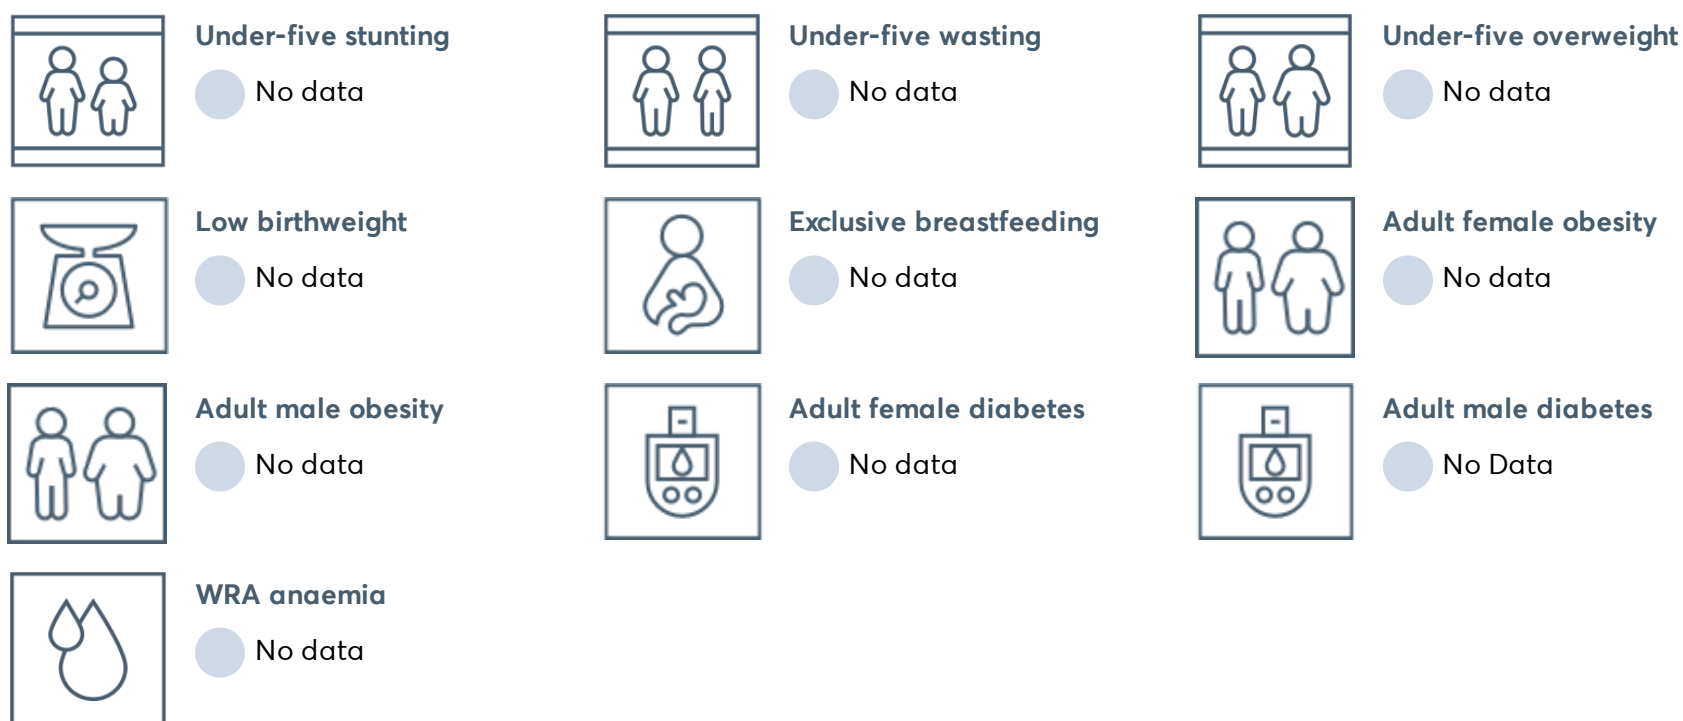 Under-five stunting
No data
Under-five wasting
No data
Under-five overweight
No data
Low birthweight
No data
Exclusive breastfeeding
No data
Adult female obesity
No data
Adult male obesity
No data
Adult female diabetes
No data
Adult male diabetes
No Data
WRA anaemia
No data